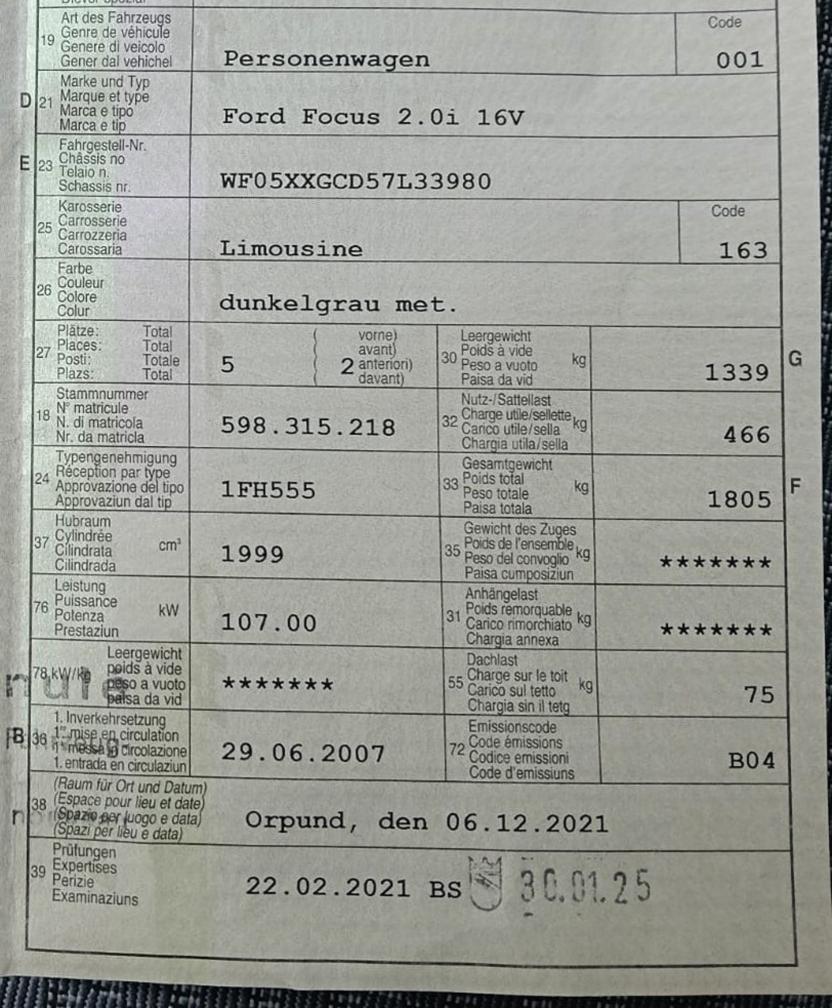 19 Art des Fahrzeugs
Genre de véhicule
Genere di veicolo
Gener dal vehichel
Personenwagen
Code
001
D 21 Marke und Typ
Marque et type
Marca e tipo
Marca e tip
Ford Focus 2.0i 16V
E 23 Fahrgestell-Nr.
Châssis no
Telaio n.
Schassis nr.
WF05XXGCD57L33980
25 Karosserie
Carrosserie
Carrozzeria
Carossaria
Limousine
Code
163
26 Farbe
Couleur
Colore
Colur
dunkelgrau met.
27 Plätze: Total
Places: Total
Posti: Totale
Plazs: Total
5
2
( vorne)
( avant)
( anteriori)
( davant)
30 Leergewicht
Poids à vide
Peso a vuoto
Paisa da vid
kg
1339
G
18 Stammnummer
N° matricule
N. di matricola
Nr. da matricla
598.315.218
32 Nutz-/Sattellast
Charge utile/sellette
Carico utile/sella
Chargia utila/sella
kg
466
24 Typengenehmigung
Réception par type
Approvazione del tipo
Approvaziun dal tip
1FH555
33 Gesamtgewicht
Poids total
Peso totale
Paisa totala
kg
1805
F
37 Hubraum
Cylindrée
Cilindrata
Cilindrada
cm³
1999
35 Gewicht des Zuges
Poids de l'ensemble
Peso del convoglio
Paisa cumposiziun
kg
*******
76 Leistung
Puissance
Potenza
Prestaziun
kW
107.00
31 Anhängelast
Poids remorquable
Carico rimorchiato
Chargia annexa
kg
*******
78 kW/kg Leergewicht
poids à vide
peso a vuoto
paisa da vid
*******
55 Dachlast
Charge sur le toit
Carico sul tetto
Chargia sin il tetg
kg
75
B 36 1. Inverkehrsetzung
1re mise en circulation
1a messa in circolazione
1. entrada en circulaziun
29.06.2007
72 Emissionscode
Code émissions
Codice emissioni
Code d'emissiuns
B04
38 (Raum für Ort und Datum)
(Espace pour lieu et date)
(Spazio per luogo e data)
(Spazi per lieu e data)
Orpund, den 06.12.2021
39 Prüfungen
Expertises
Perizie
Examinaziuns
22.02.2021 BS 30.01.25